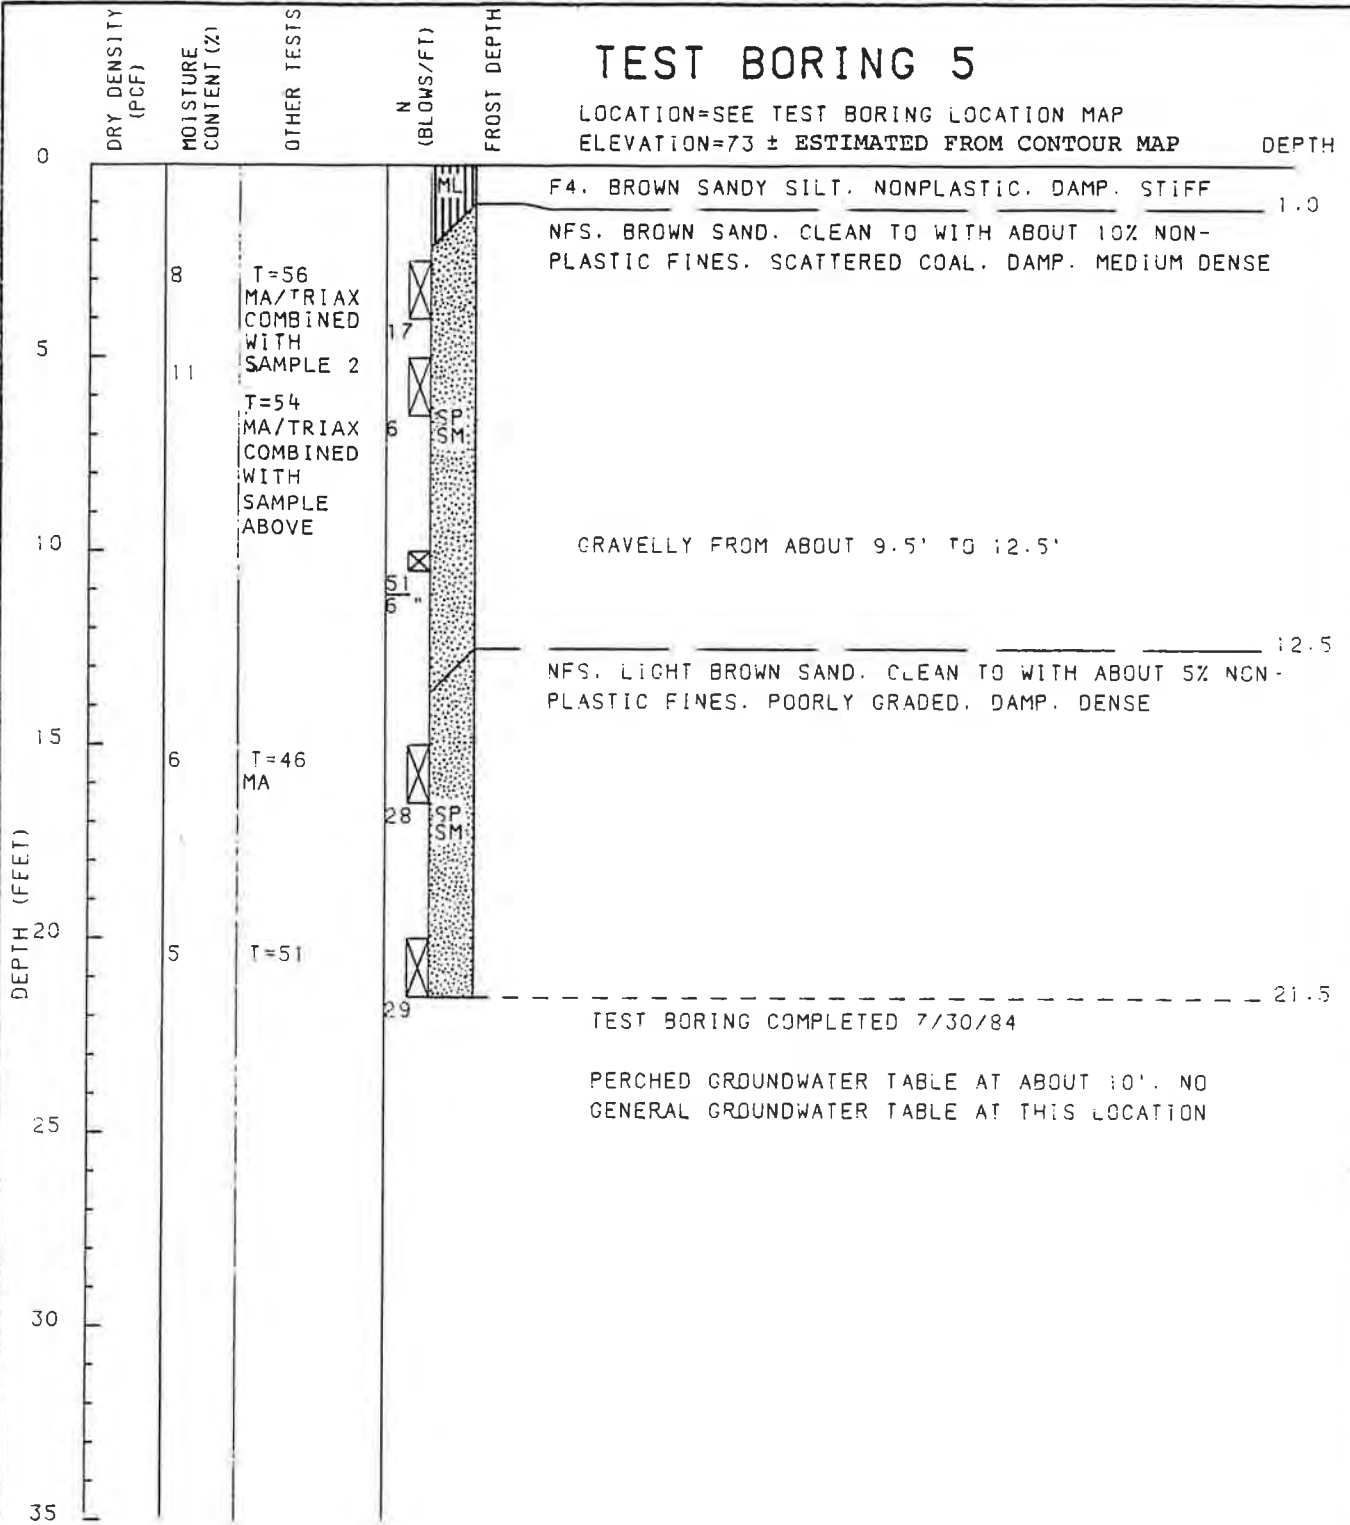 DRY DENSITY
(PCF)
MOISTURE
CONTENT (%)
OTHER TESTS
N
(BLOWS/FT)
FROST DEPTH
TEST BORING 5
LOCATION=SEE TEST BORING LOCATION MAP
ELEVATION=73 ± ESTIMATED FROM CONTOUR MAP
DEPTH
0
ML
F4. BROWN SANDY SILT. NONPLASTIC. DAMP. STIFF
1.0
NFS. BROWN SAND. CLEAN TO WITH ABOUT 10% NON-
PLASTIC FINES. SCATTERED COAL. DAMP. MEDIUM DENSE
8
T=56
MA/TRIAX
COMBINED
WITH
SAMPLE 2
17
5
11
T=54
MA/TRIAX
COMBINED
WITH
SAMPLE
ABOVE
6
SP
SM
10
GRAVELLY FROM ABOUT 9.5' TO 12.5'
51
6"
12.5
NFS. LIGHT BROWN SAND. CLEAN TO WITH ABOUT 5% NON-
PLASTIC FINES. POORLY GRADED. DAMP. DENSE
15
6
T=46
MA
28
SP
SM
DEPTH (FEET)
20
5
T=51
29
21.5
TEST BORING COMPLETED 7/30/84
PERCHED GROUNDWATER TABLE AT ABOUT 10'. NO
GENERAL GROUNDWATER TABLE AT THIS LOCATION
25
30
35